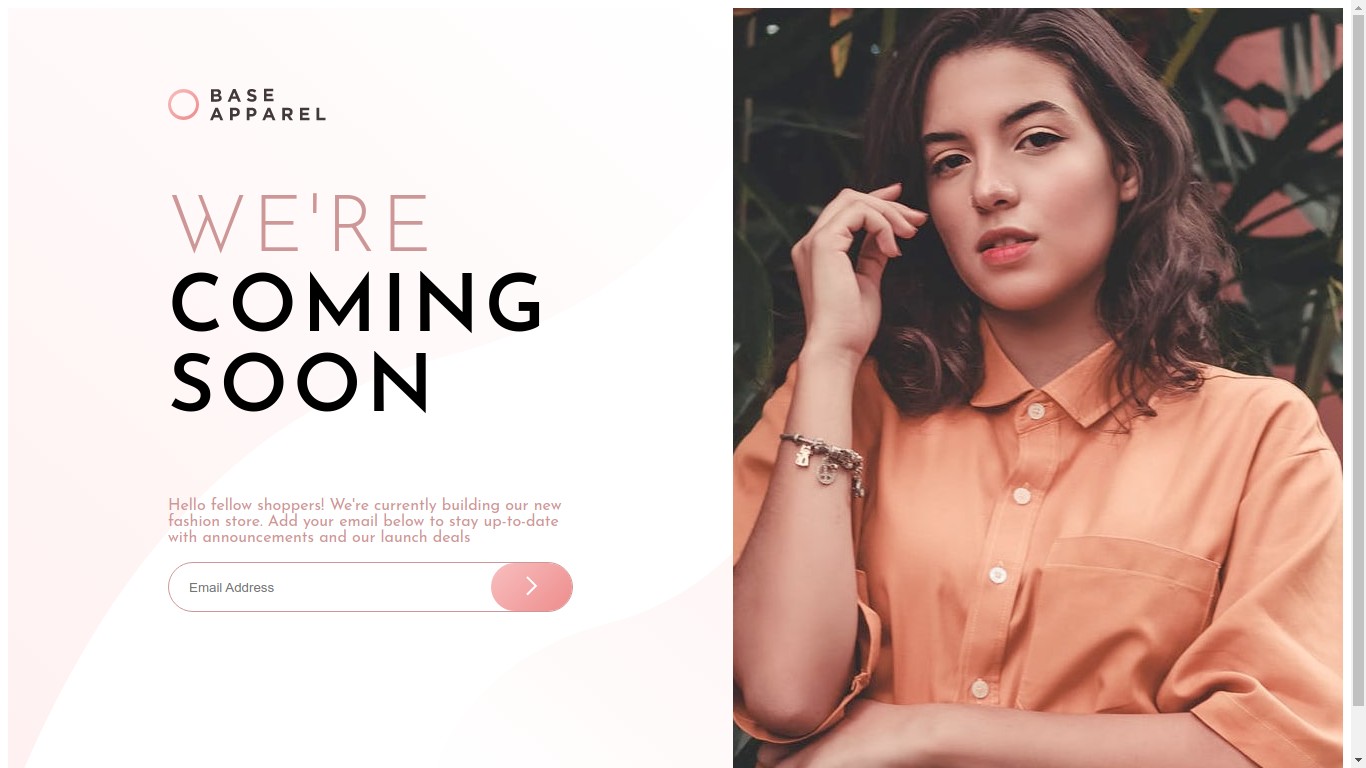 BASE
APPAREL
WE'RE
COMING
SOON
Hello fellow shoppers! We're currently building our new
fashion store. Add your email below to stay up-to-date
with announcements and our launch deals
Email Address